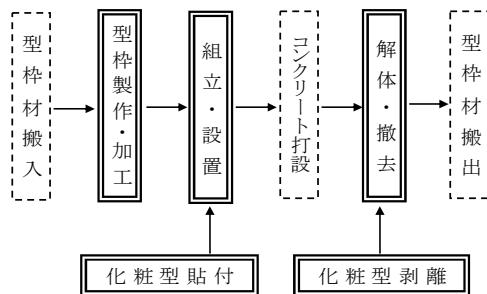 型枠材搬入
型枠製作・加工
組立・設置
コンクリート打設
解体・撤去
型枠材搬出
化粧型貼付
化粧型剥離